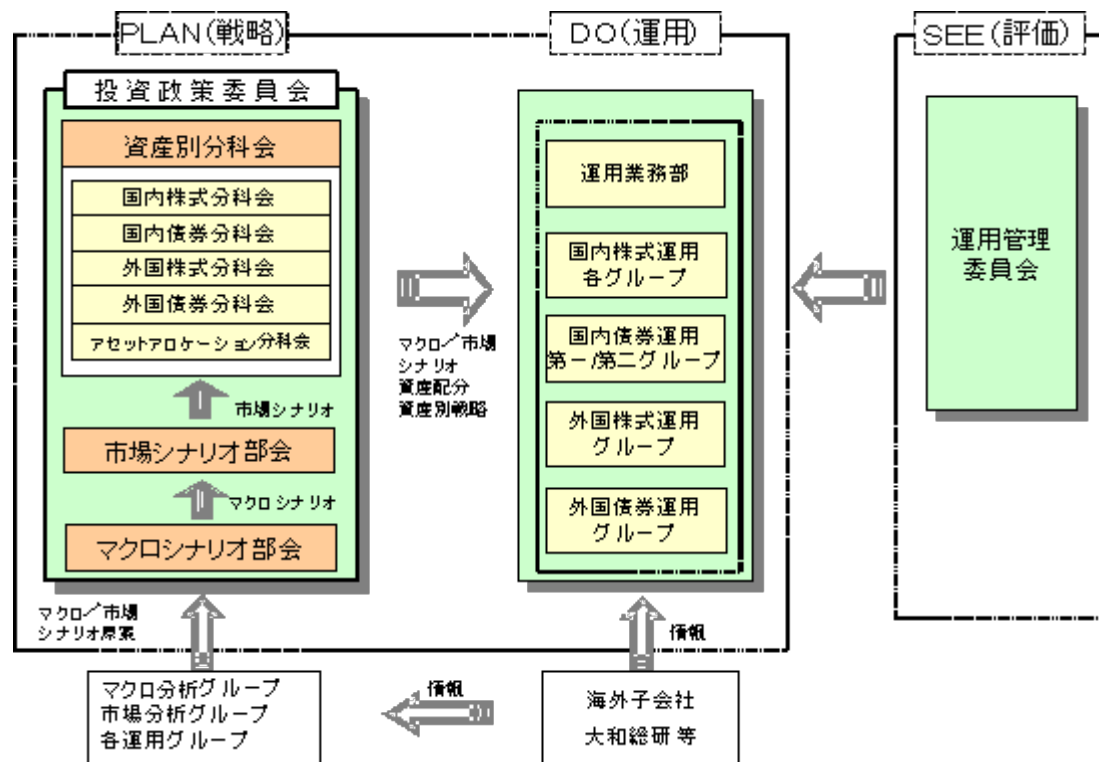 PLAN(戦略)
DO(運用)
SEE(評価)
投資政策委員会
資産別分科会
国内株式分科会
国内債券分科会
外国株式分科会
外国債券分科会
アセットアロケーション分科会
市場シナリオ
市場シナリオ部会
マクロシナリオ
マクロシナリオ部会
マクロ/市場
シナリオ原案
マクロ分析グループ
市場分析グループ
各運用グループ
マクロ/市場
シナリオ
資産配分
資産別戦略
運用業務部
国内株式運用
各グループ
国内債券運用
第一/第二グループ
外国株式運用
グループ
外国債券運用
グループ
情報
情報
海外子会社
大和総研等
運用管理
委員会